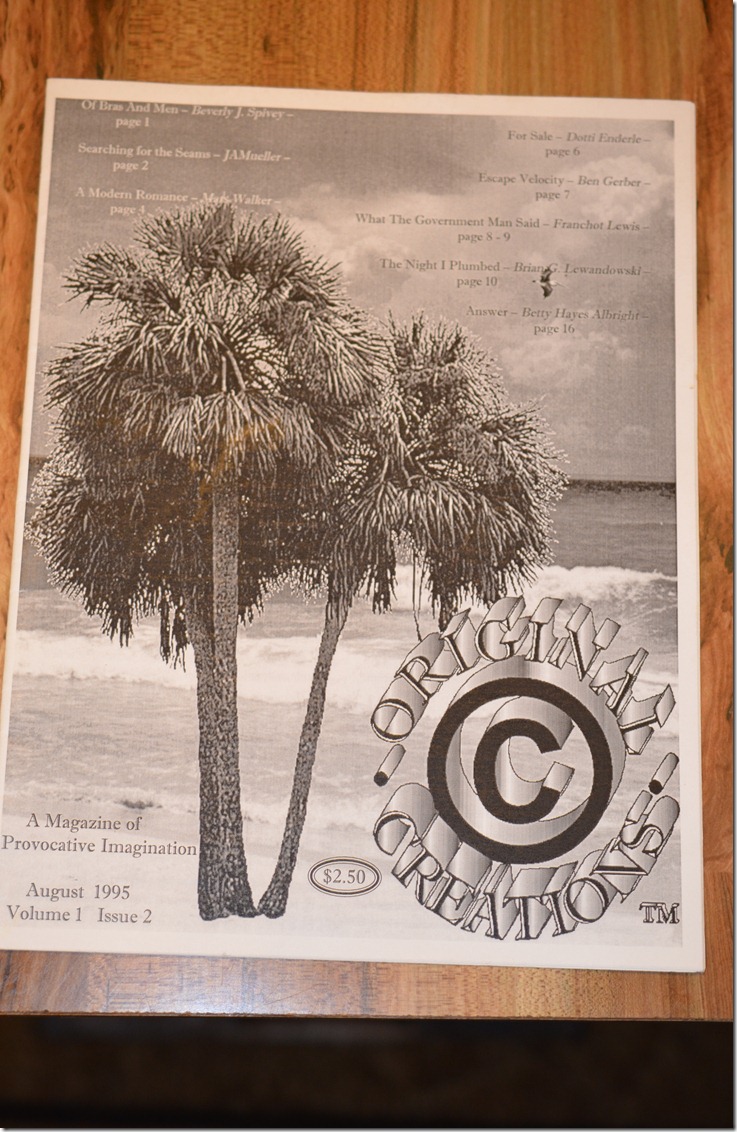 Of Bras And Men – Beverly J. Spivey –
page 1
Searching for the Seams – JAMueller –
page 2
A Modern Romance – Mark Walker –
page 4
For Sale – Dotti Enderle –
page 6
Escape Velocity – Ben Gerber –
page 7
What The Government Man Said – Franchot Lewis –
page 8 - 9
The Night I Plumbed – Brian G. Lewandowski –
page 10
Answer – Betty Hayes Albright –
page 16
- ORIGINAL -
©
CREATIONS
TM
A Magazine of
Provocative Imagination
August 1995
Volume 1 Issue 2
$2.50